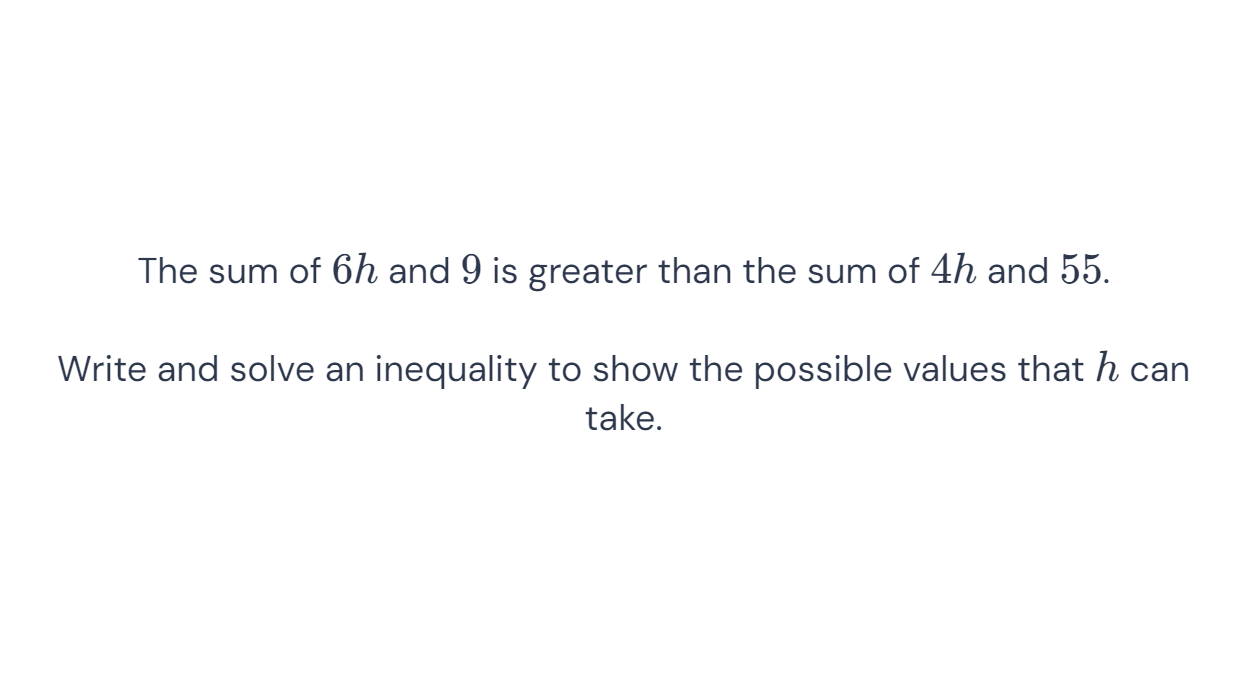 The sum of 6h and 9 is greater than the sum of 4h and 55.
Write and solve an inequality to show the possible values that h can
take.